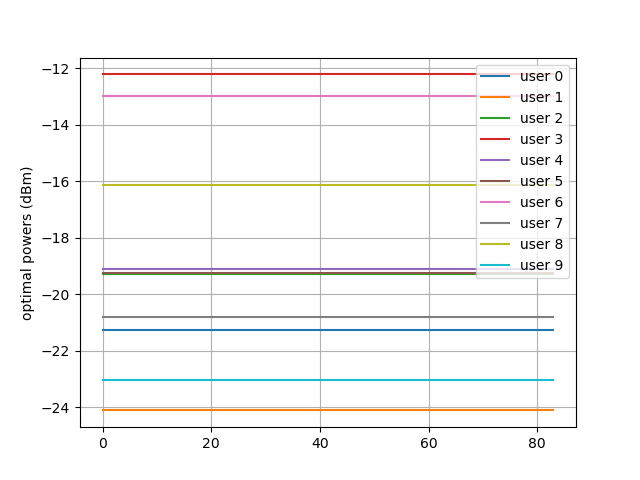 optimal powers (dBm)
−12
−14
−16
−18
−20
−22
−24
0
20
40
60
80
user 0
user 1
user 2
user 3
user 4
user 5
user 6
user 7
user 8
user 9